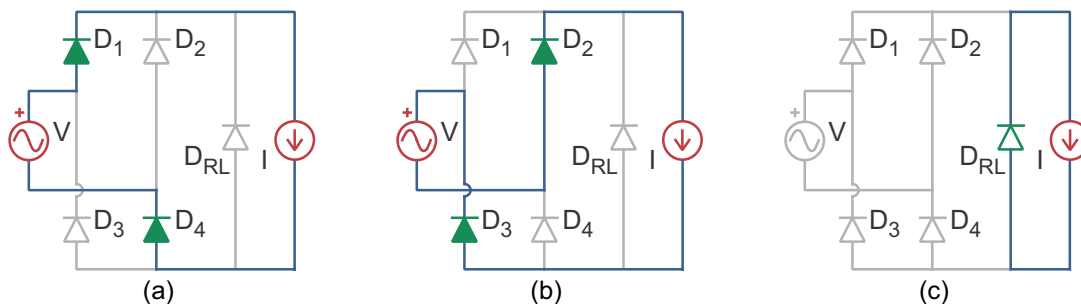 D1 D2
+
V
DRL I
D3 D4
(a)
D1 D2
+
V
DRL I
D3 D4
(b)
D1 D2
+
V
DRL I
D3 D4
(c)